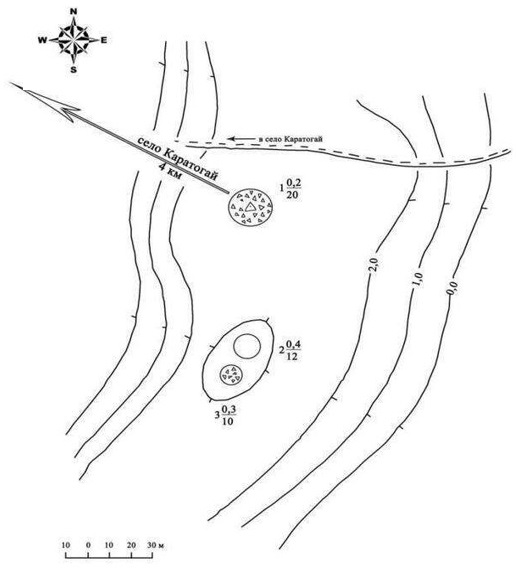 N
W E
S
в село Каратогай
село Каратогай
4 км
1 0,2/20
2,0
1,0
0,0
2 0,4/12
3 0,3/10
10 0 10 20 30 м